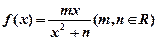 f(x) = mx / (x² + n) (m, n ∈ R)